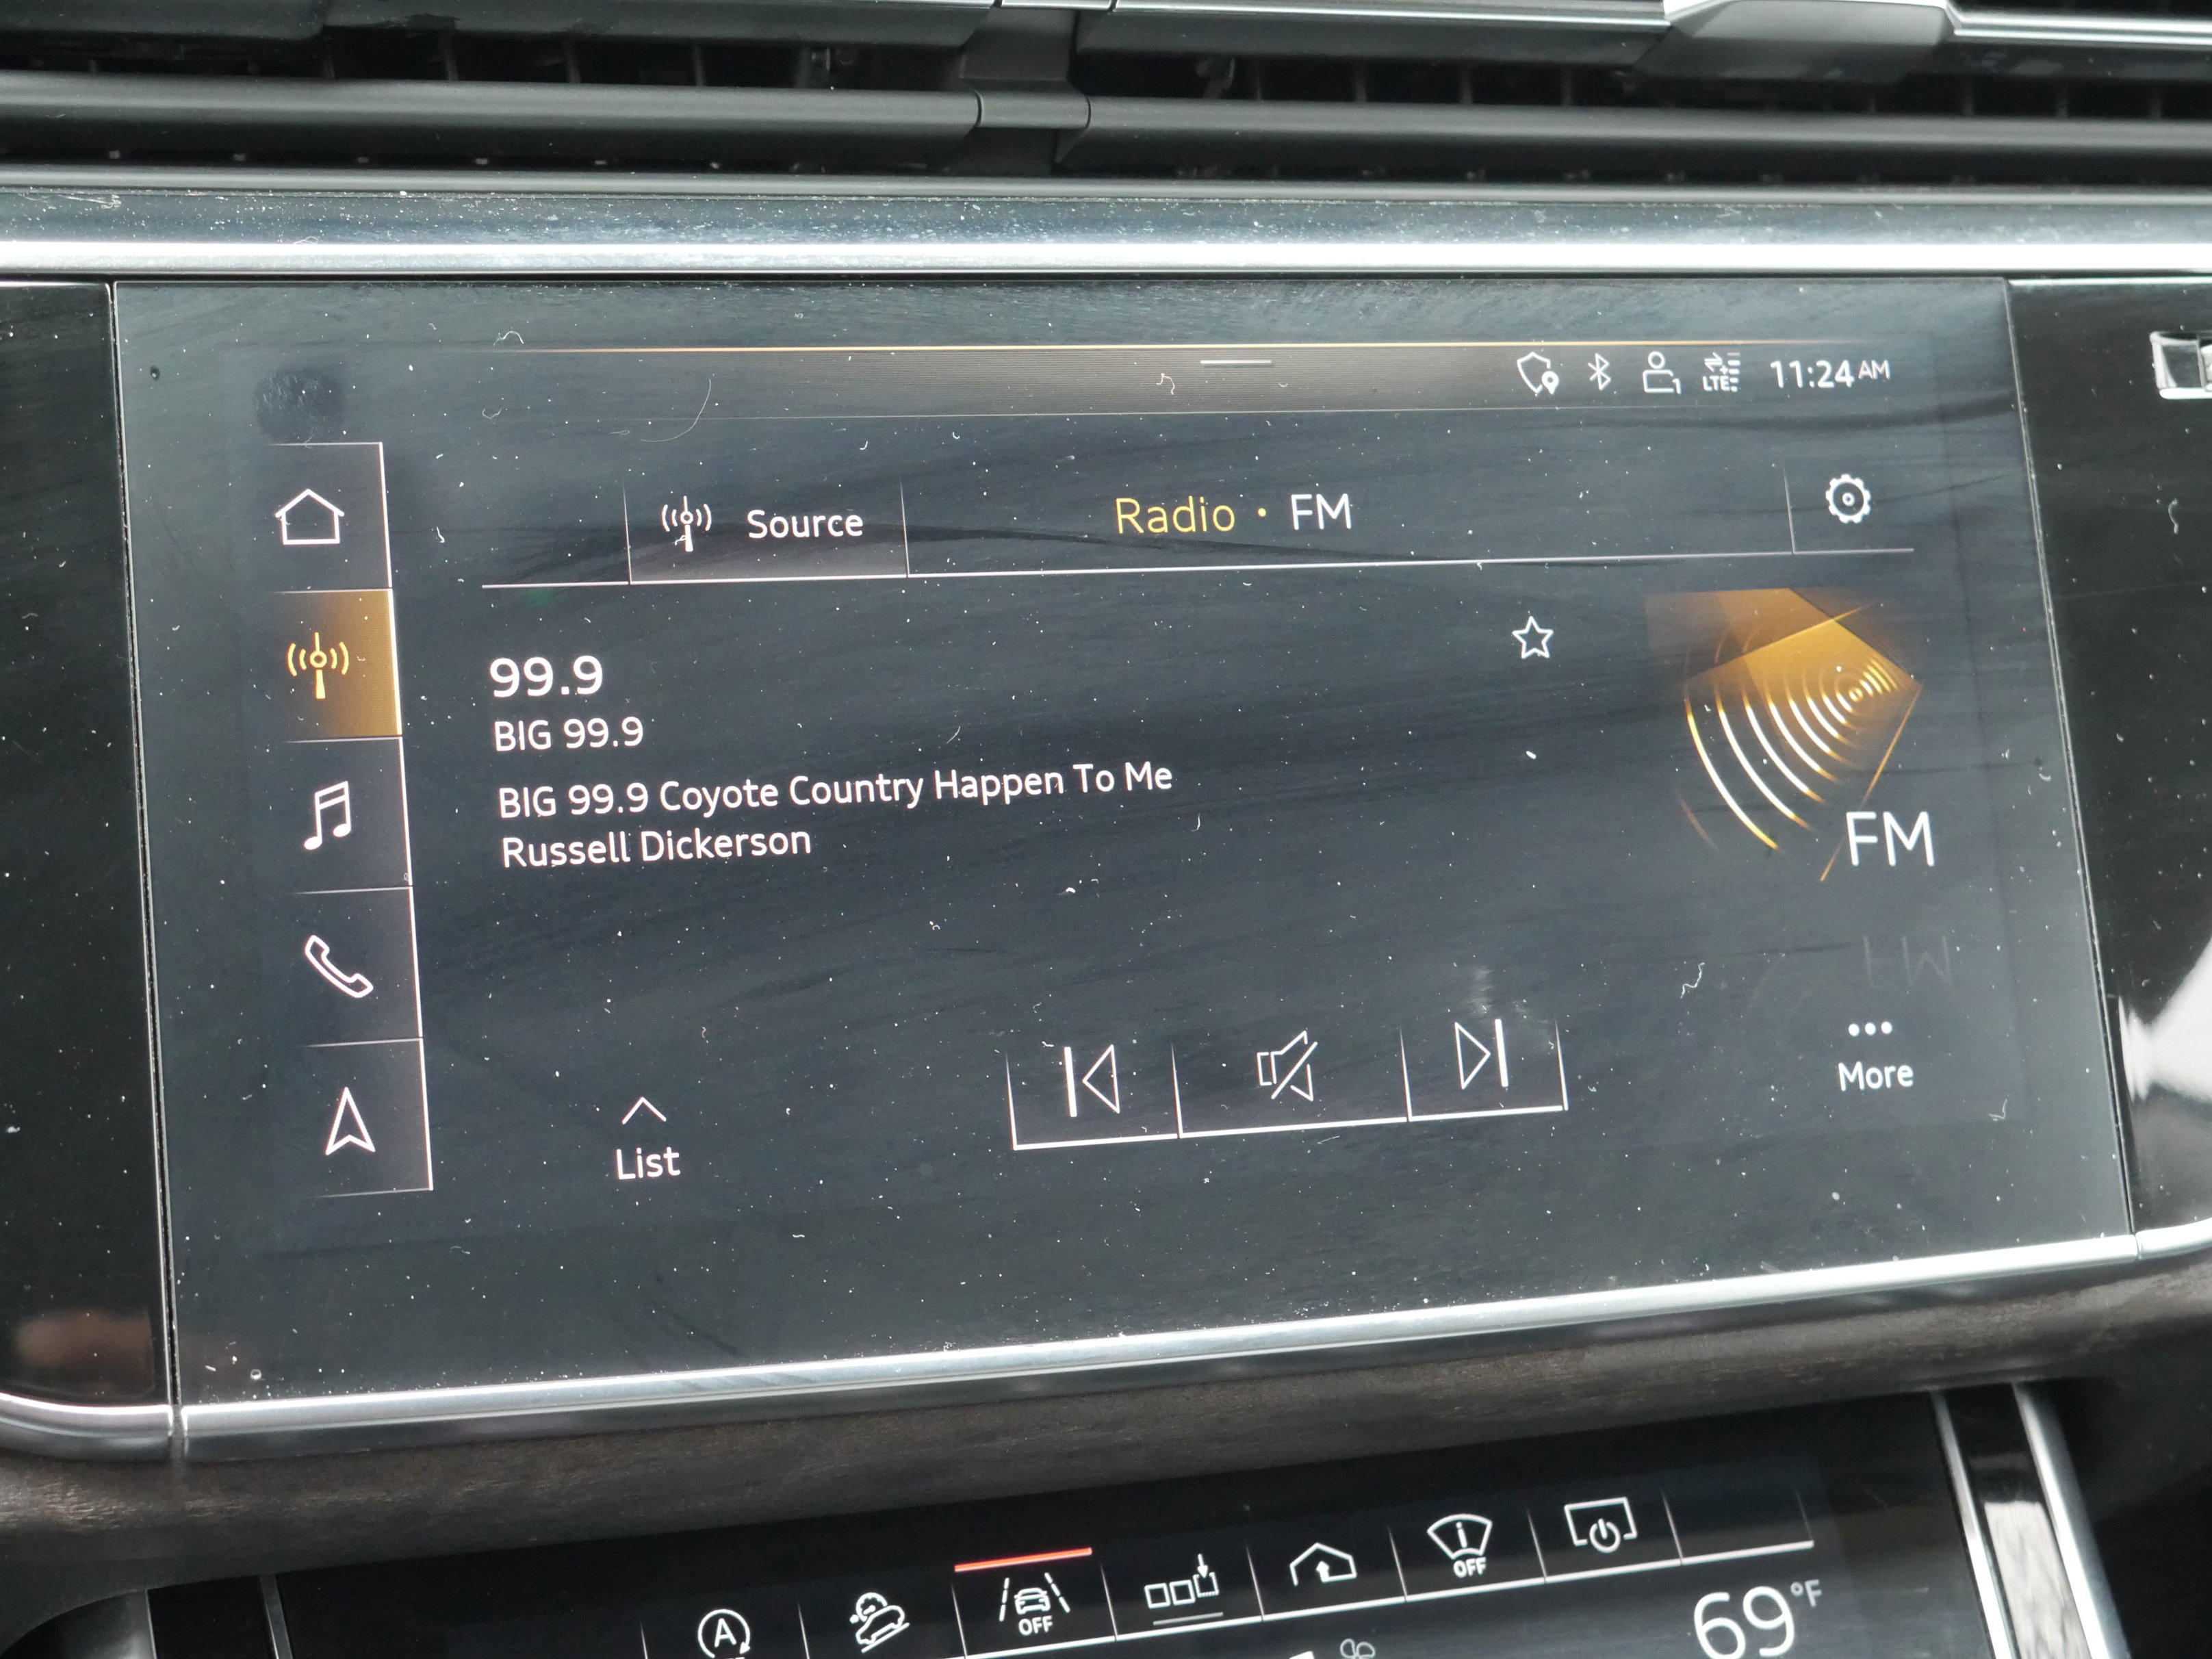 LTE 11:24 AM
Source Radio • FM
99.9
BIG 99.9
BIG 99.9 Coyote Country Happen To Me
Russell Dickerson
FM
List
More
A
OFF
i
OFF
69 °F